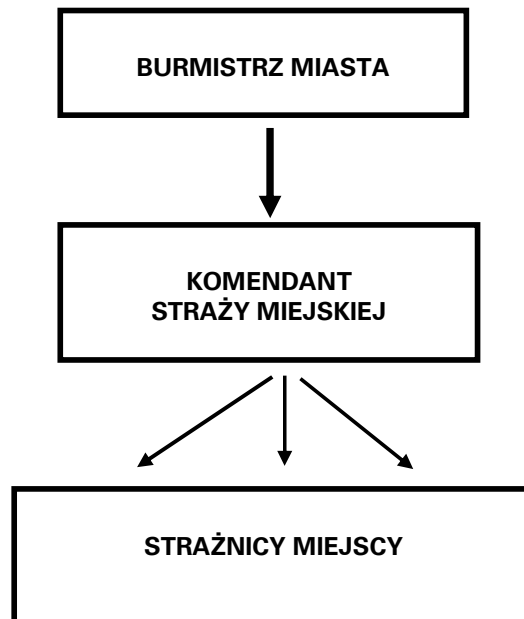 BURMISTRZ MIASTA
KOMENDANT
STRAŻY MIEJSKIEJ
STRAŻNICY MIEJSCY